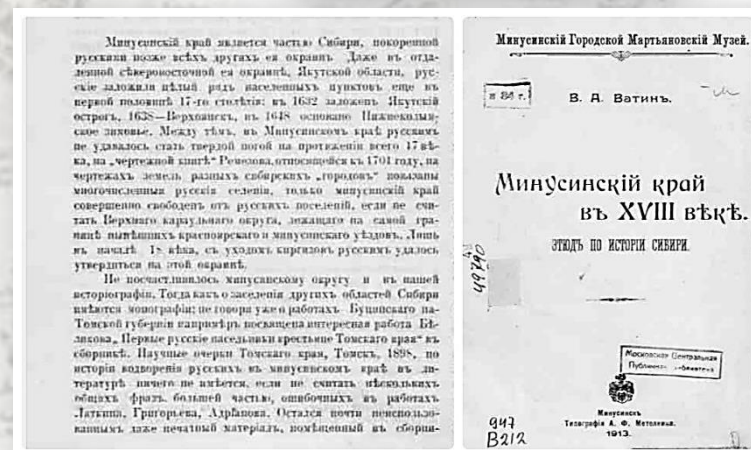 Минусинскій край является частью Сибири, покоренной
русскими позже всѣхъ другихъ ея окраинъ. Даже въ отда-
ленной сѣверовосточной ея окраинѣ, Якутской области, рус-
скіе заложили цѣлый рядъ населенныхъ пунктовъ еще въ
первой половинѣ 17-го столѣтія: въ 1632 заложенъ Якутскій
острогъ, 1638—Верхоянскъ, въ 1648 основано Нижнеколым-
ское зимовье. Между тѣмъ, въ Минусинскомъ краѣ русскимъ
не удавалось стать твердой ногой на протяженіи всего 17 вѣ-
ка, на „чертежной книгѣ“ Ремезова, относящейся къ 1701 году, на
чертежахъ земель разныхъ сибирскихъ „городовъ“ показаны
многочисленныя русскія селенія, только минусинскій край
совершенно свободенъ отъ русскихъ поселеній, если не счи-
тать Верхняго караульнаго округа, лежащаго на самой гра-
ницѣ нынѣшнихъ красноярскаго и минусинскаго уѣздовъ. Лишь
въ началѣ вѣка, съ уходомъ киргизовъ русскимъ удалось
утвердиться на этой окраинѣ.
Не посчастливилось минусинскому округу и въ нашей
исторіографіи. Тогда какъ о заселеніи другихъ областей Сибири
имѣются монографіи; не говоря уже о работахъ Буцинскаго на-
Томской губерніи напримѣръ посвящена интересная работа Бѣ-
ликова „Первые русскіе насельники крестьяне Томскаго края“ въ
сборникѣ. Научные очерки Томскаго края, Томскъ, 1898, по
исторіи водворенія русскихъ въ минусинскомъ краѣ въ ли-
тературѣ ничего не имѣется, если не считать нѣсколькихъ
общихъ фразъ, большей частью, ошибочныхъ въ работахъ
Латкина, Григорьева, Адріанова. Остался почти неиспользо-
ваннымъ даже печатный матеріалъ, помѣщенный въ сборни-
Минусинскій Городской Мартьяновскій Музей.
В. А. Ватинъ.
Минусинскій край
въ XVIII вѣкѣ.
ЭТЮДЪ ПО ИСТОРІИ СИБИРИ.
49790
Московская Центральная
Публичная
Минусинскъ
Типографія А. Ф. Метелкина.
1913.
947
В212